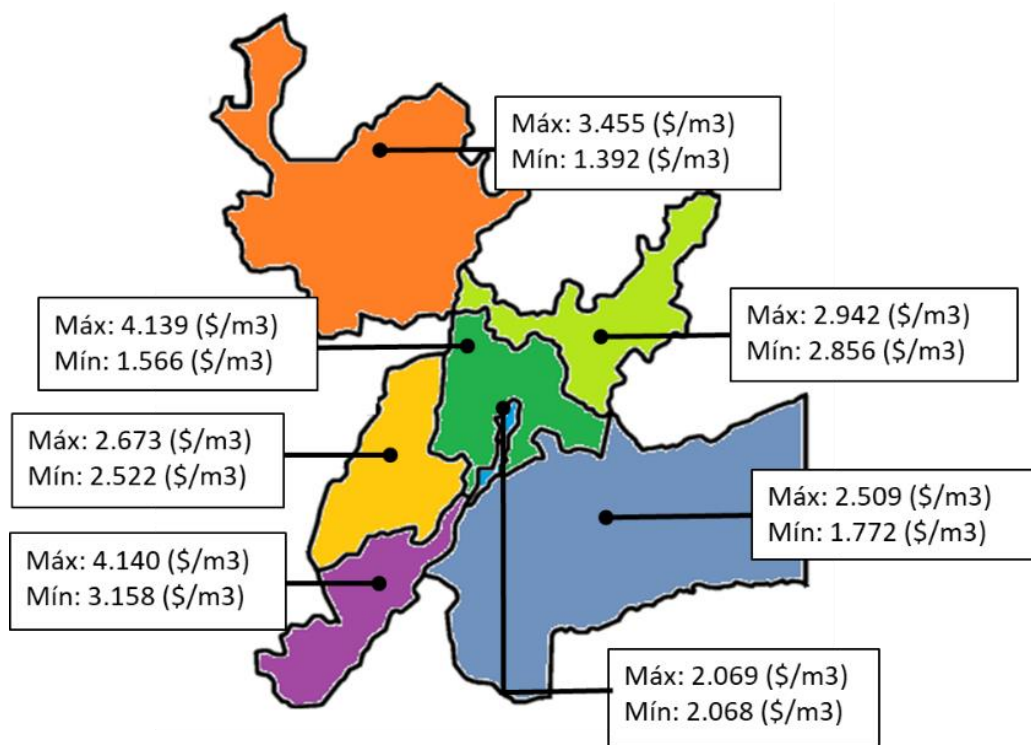 Máx: 3.455 ($/m3)
Mín: 1.392 ($/m3)
Máx: 4.139 ($/m3)
Mín: 1.566 ($/m3)
Máx: 2.942 ($/m3)
Mín: 2.856 ($/m3)
Máx: 2.673 ($/m3)
Mín: 2.522 ($/m3)
Máx: 2.509 ($/m3)
Mín: 1.772 ($/m3)
Máx: 4.140 ($/m3)
Mín: 3.158 ($/m3)
Máx: 2.069 ($/m3)
Mín: 2.068 ($/m3)